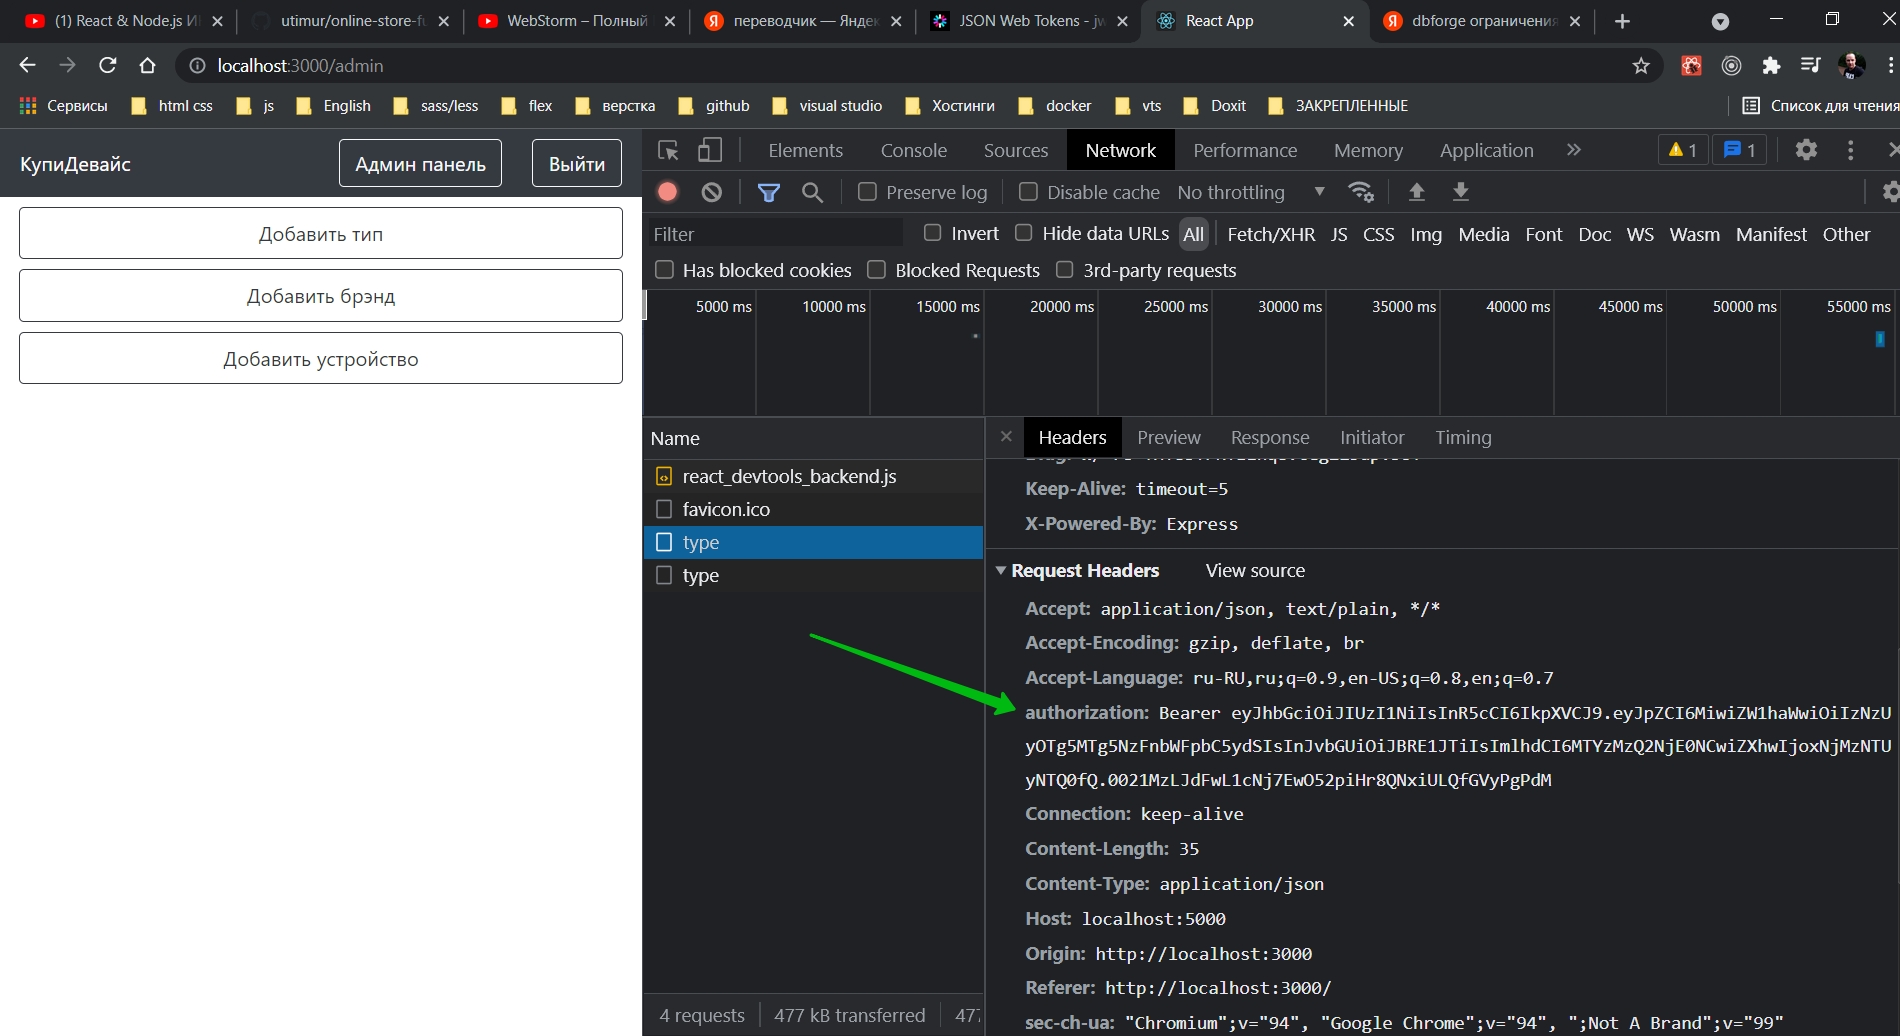 (1) React & Node.js И
utimur/online-store-fu
WebStorm – Полный
переводчик — Яндек
JSON Web Tokens - jw
React App
dbforge ограничения
localhost:3000/admin
Сервисы html css js English sass/less flex верстка github visual studio Хостинги docker vts Doxit ЗАКРЕПЛЕННЫЕ Список для чтения
КупиДевайс
Админ панель
Выйти
Добавить тип
Добавить брэнд
Добавить устройство
Elements Console Sources Network Performance Memory Application » 1 1
Preserve log Disable cache No throttling
Filter Invert Hide data URLs All Fetch/XHR JS CSS Img Media Font Doc WS Wasm Manifest Other
Has blocked cookies Blocked Requests 3rd-party requests
5000 ms 10000 ms 15000 ms 20000 ms 25000 ms 30000 ms 35000 ms 40000 ms 45000 ms 50000 ms 55000 ms
Name
react_devtools_backend.js
favicon.ico
type
type
4 requests 477 kB transferred 477
Headers Preview Response Initiator Timing
Keep-Alive: timeout=5
X-Powered-By: Express
Request Headers View source
Accept: application/json, text/plain, */*
Accept-Encoding: gzip, deflate, br
Accept-Language: ru-RU,ru;q=0.9,en-US;q=0.8,en;q=0.7
authorization: Bearer eyJhbGciOiJIUzI1NiIsInR5cCI6IkpXVCJ9.eyJpZCI6MiwiZW1haWwiOiIzNzU
yOTg5MTg5NzFnbWFpbC5ydSIsInJvbGUiOiJBRE1JTiIsImlhdCI6MTYzMzQ2NjE0NCwiZXhwIjoxNjMzNTU
yNTQ0fQ.0021MzLJdFwL1cNj7EwO52piHr8QNxiULQfGVyPgPdM
Connection: keep-alive
Content-Length: 35
Content-Type: application/json
Host: localhost:5000
Origin: http://localhost:3000
Referer: http://localhost:3000/
sec-ch-ua: "Chromium";v="94", "Google Chrome";v="94", ";Not A Brand";v="99"